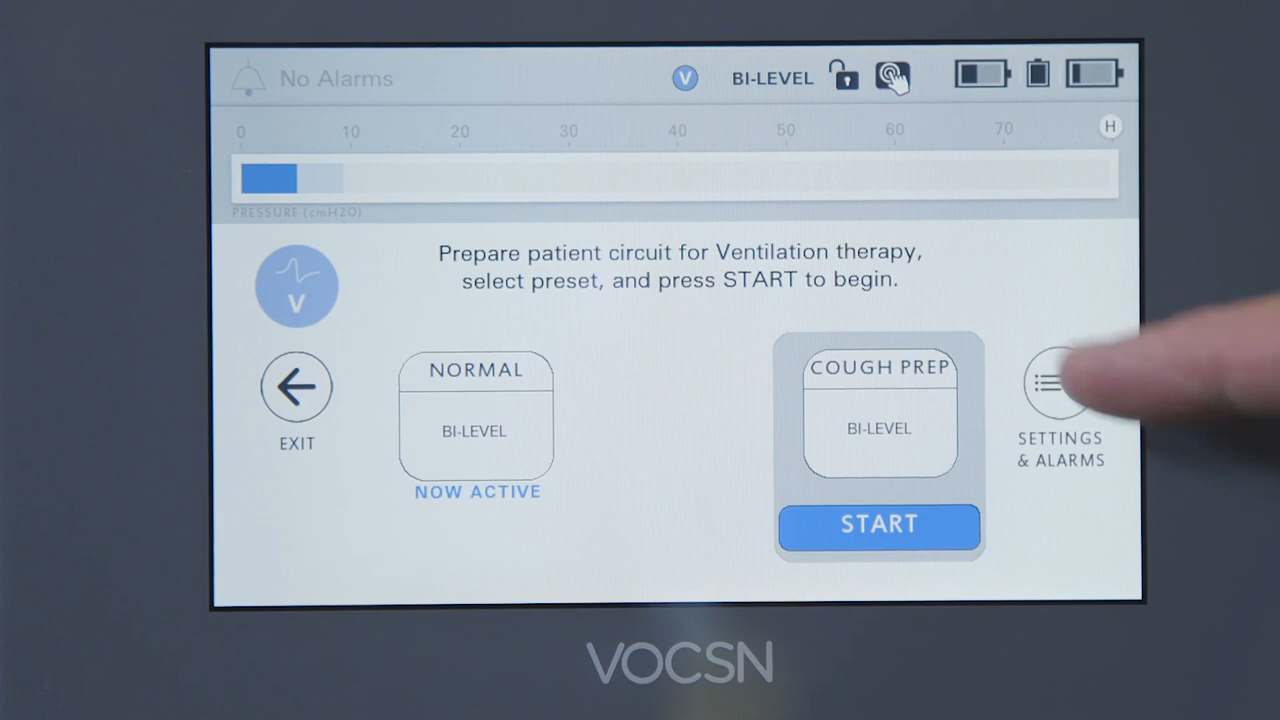 No Alarms
V
BI-LEVEL
0 10 20 30 40 50 60 70 H
PRESSURE (cmH2O)
Prepare patient circuit for Ventilation therapy,
select preset, and press START to begin.
V
NORMAL
COUGH PREP
BI-LEVEL
BI-LEVEL
EXIT
SETTINGS
& ALARMS
NOW ACTIVE
START
VOCSN